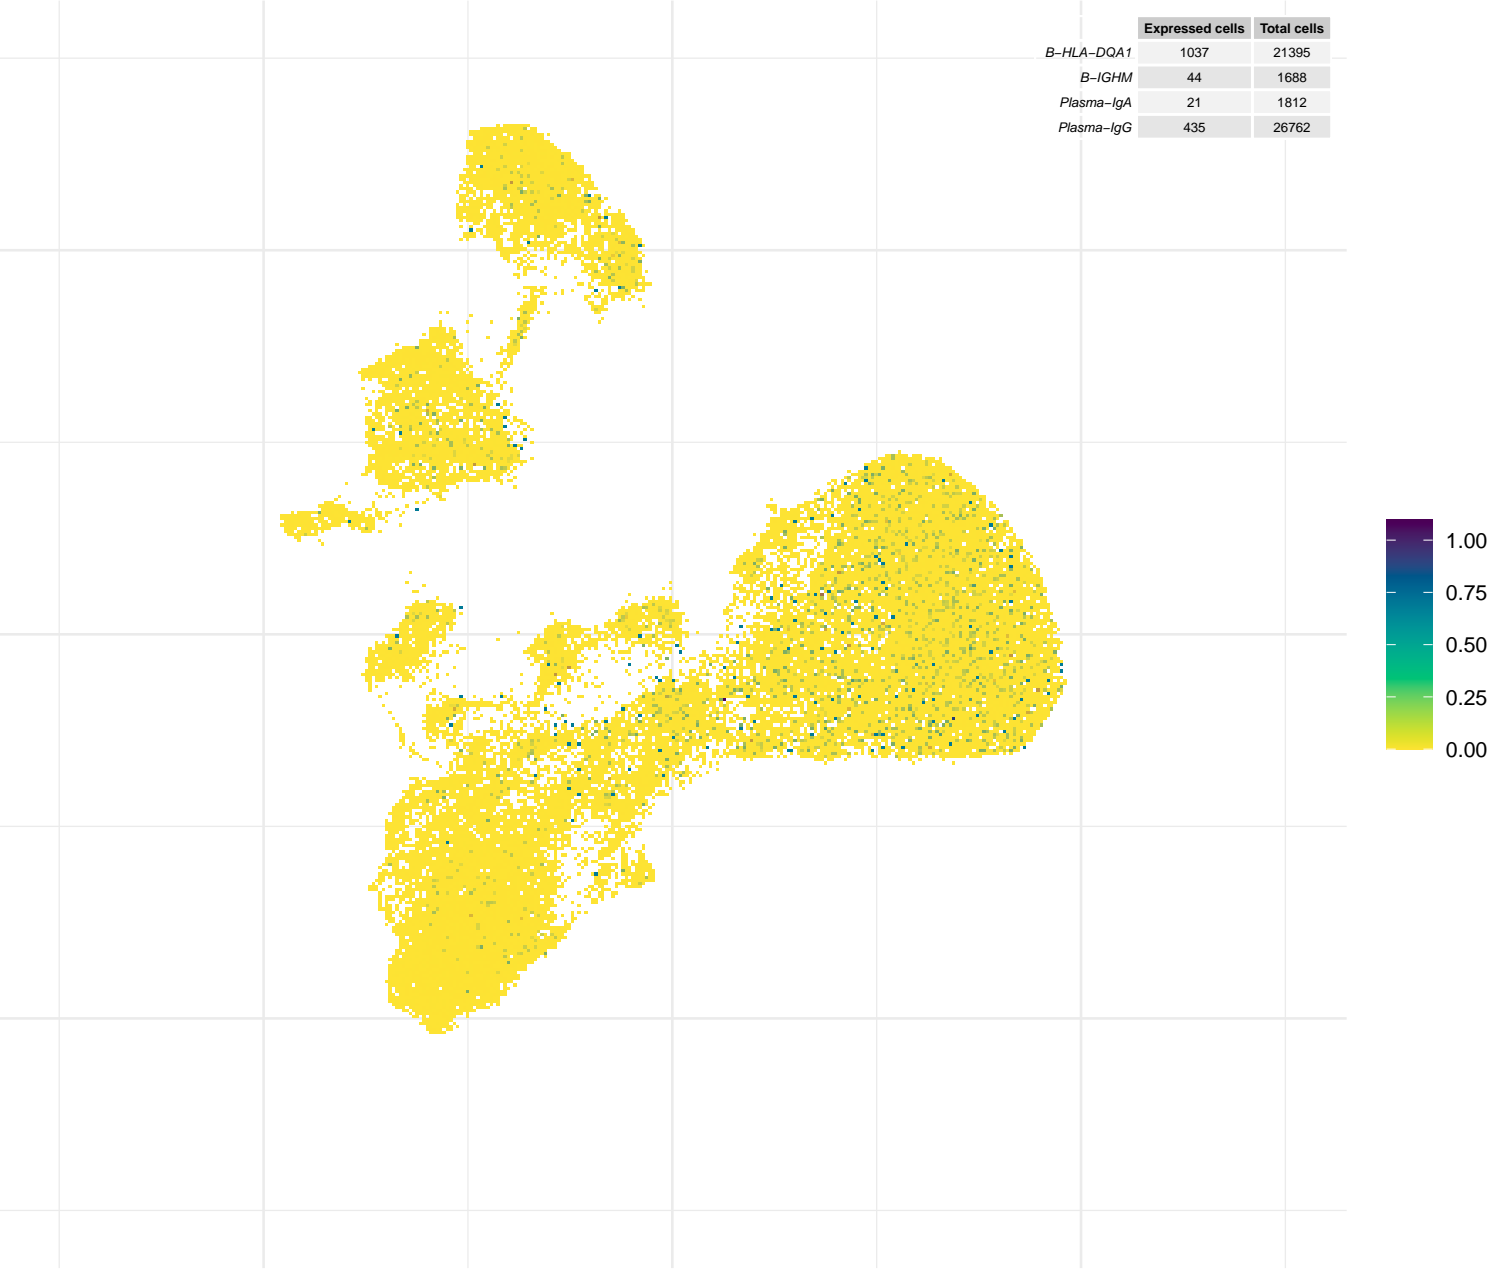 Expressed cells Total cells
B−HLA−DQA1 1037 21395
B−IGHM 44 1688
Plasma−IgA 21 1812
Plasma−IgG 435 26762
1.00
0.75
0.50
0.25
0.00